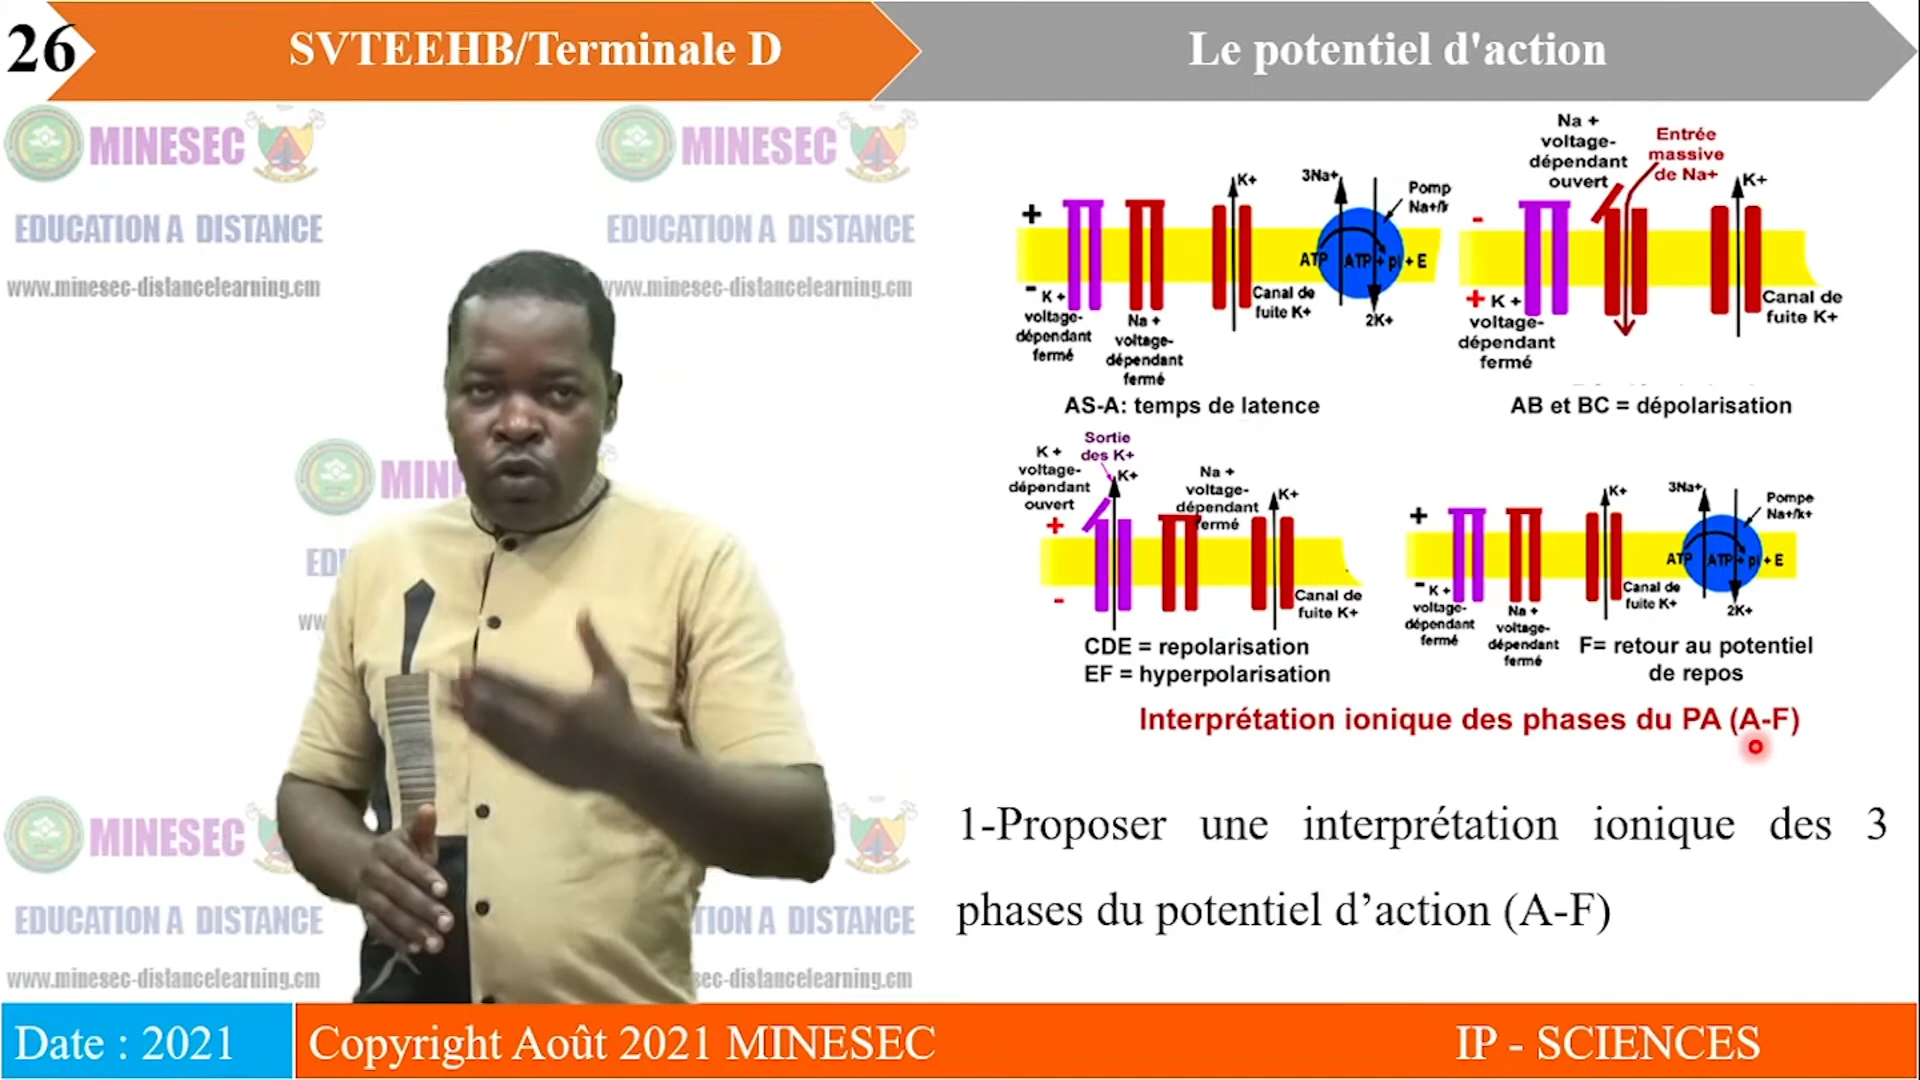 26
SVTEEHB/Terminale D
Le potentiel d'action
MINESEC
EDUCATION A DISTANCE
www.minesec-distancelearning.cm
MINESEC
EDUCATION A DISTANCE
www.minesec-distancelearning.cm
MINESEC
EDUCATION A DISTANCE
www.minesec-distancelearning.cm
+
-
K +
voltage-
dépendant
fermé
Na +
voltage-
dépendant
fermé
K+
Canal de
fuite K+
3Na+
Pomp
Na+/k
ATP
ATP + pi + E
2K+
AS-A: temps de latence
Na +
voltage-
dépendant
ouvert
Entrée
massive
de Na+
K+
-
+
K +
voltage-
dépendant
fermé
Canal de
fuite K+
AB et BC = dépolarisation
Sortie
des K+
K +
voltage-
dépendant
ouvert
K+
Na +
voltage-
dépendant
fermé
K+
+
-
Canal de
fuite K+
CDE = repolarisation
EF = hyperpolarisation
+
-
K +
voltage-
dépendant
fermé
Na +
voltage-
dépendant
fermé
K+
Canal de
fuite K+
3Na+
Pompe
Na+/k+
ATP
ATP + pi + E
2K+
F= retour au potentiel
de repos
Interprétation ionique des phases du PA (A-F)
1-Proposer une interprétation ionique des 3
phases du potentiel d’action (A-F)
Date : 2021
Copyright Août 2021 MINESEC
IP - SCIENCES